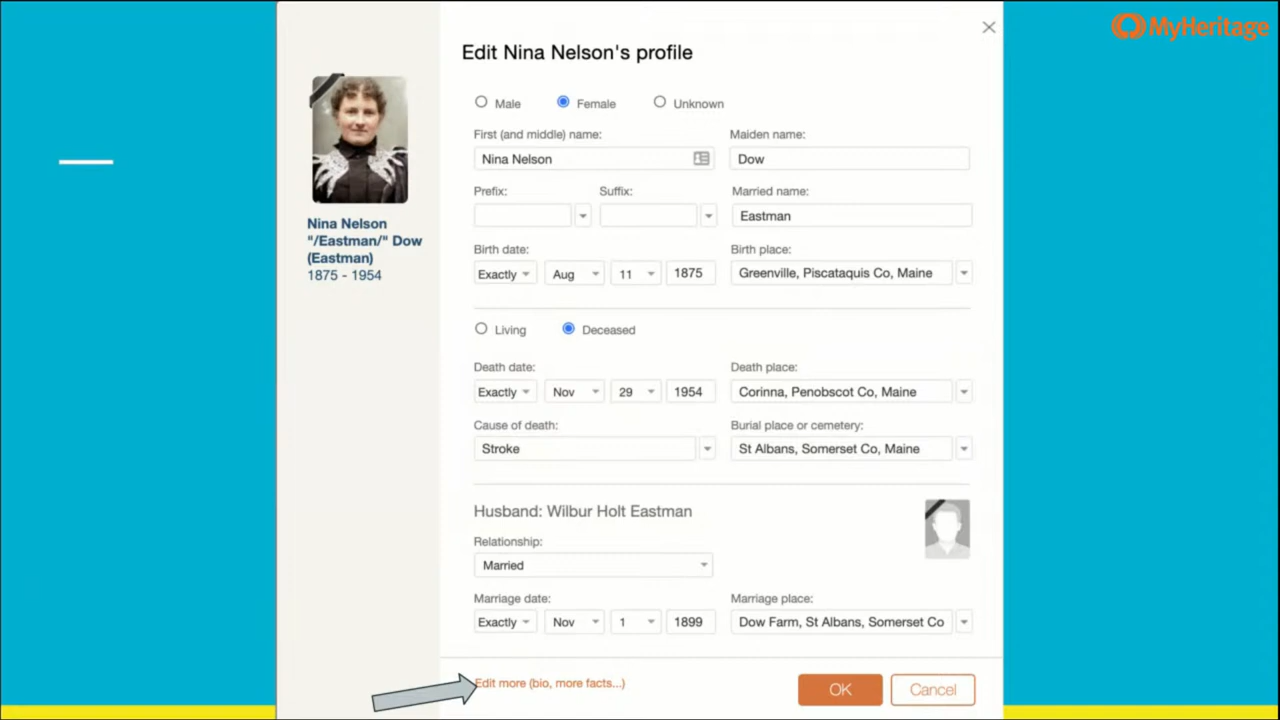 MyHeritage
Edit Nina Nelson's profile
Male Female Unknown
First (and middle) name: Maiden name:
Nina Nelson Dow
Prefix: Suffix: Married name:
Eastman
Nina Nelson
"/Eastman/" Dow
(Eastman)
1875 - 1954
Birth date: Birth place:
Exactly Aug 11 1875 Greenville, Piscataquis Co, Maine
Living Deceased
Death date: Death place:
Exactly Nov 29 1954 Corinna, Penobscot Co, Maine
Cause of death: Burial place or cemetery:
Stroke St Albans, Somerset Co, Maine
Husband: Wilbur Holt Eastman
Relationship:
Married
Marriage date: Marriage place:
Exactly Nov 1 1899 Dow Farm, St Albans, Somerset Co
Edit more (bio, more facts...) OK Cancel